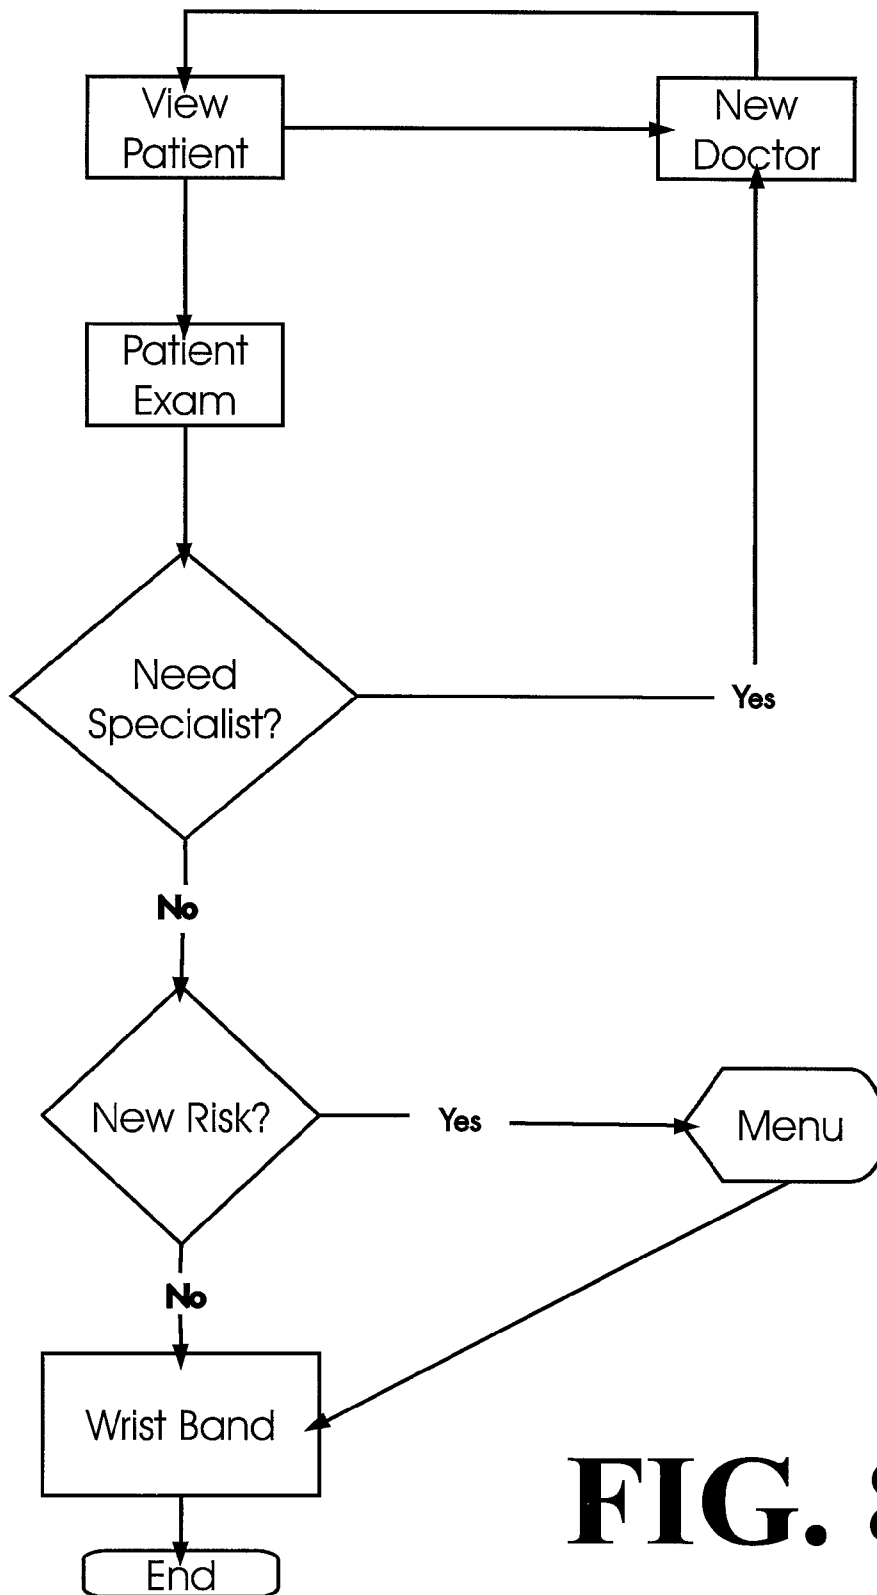 View
Patient
New
Doctor
Patient
Exam
Need
Specialist?
Yes
No
New Risk?
Yes
Menu
No
Wrist Band
FIG. 8
End